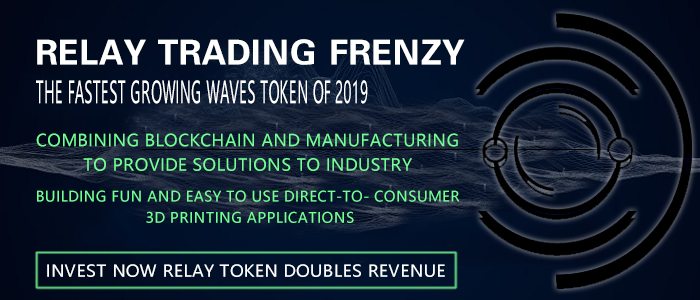 RELAY TRADING FRENZY
THE FASTEST GROWING WAVES TOKEN OF 2019
COMBINING BLOCKCHAIN AND MANUFACTURING
TO PROVIDE SOLUTIONS TO INDUSTRY
BUILDING FUN AND EASY TO USE DIRECT-TO- CONSUMER
3D PRINTING APPLICATIONS
INVEST NOW RELAY TOKEN DOUBLES REVENUE